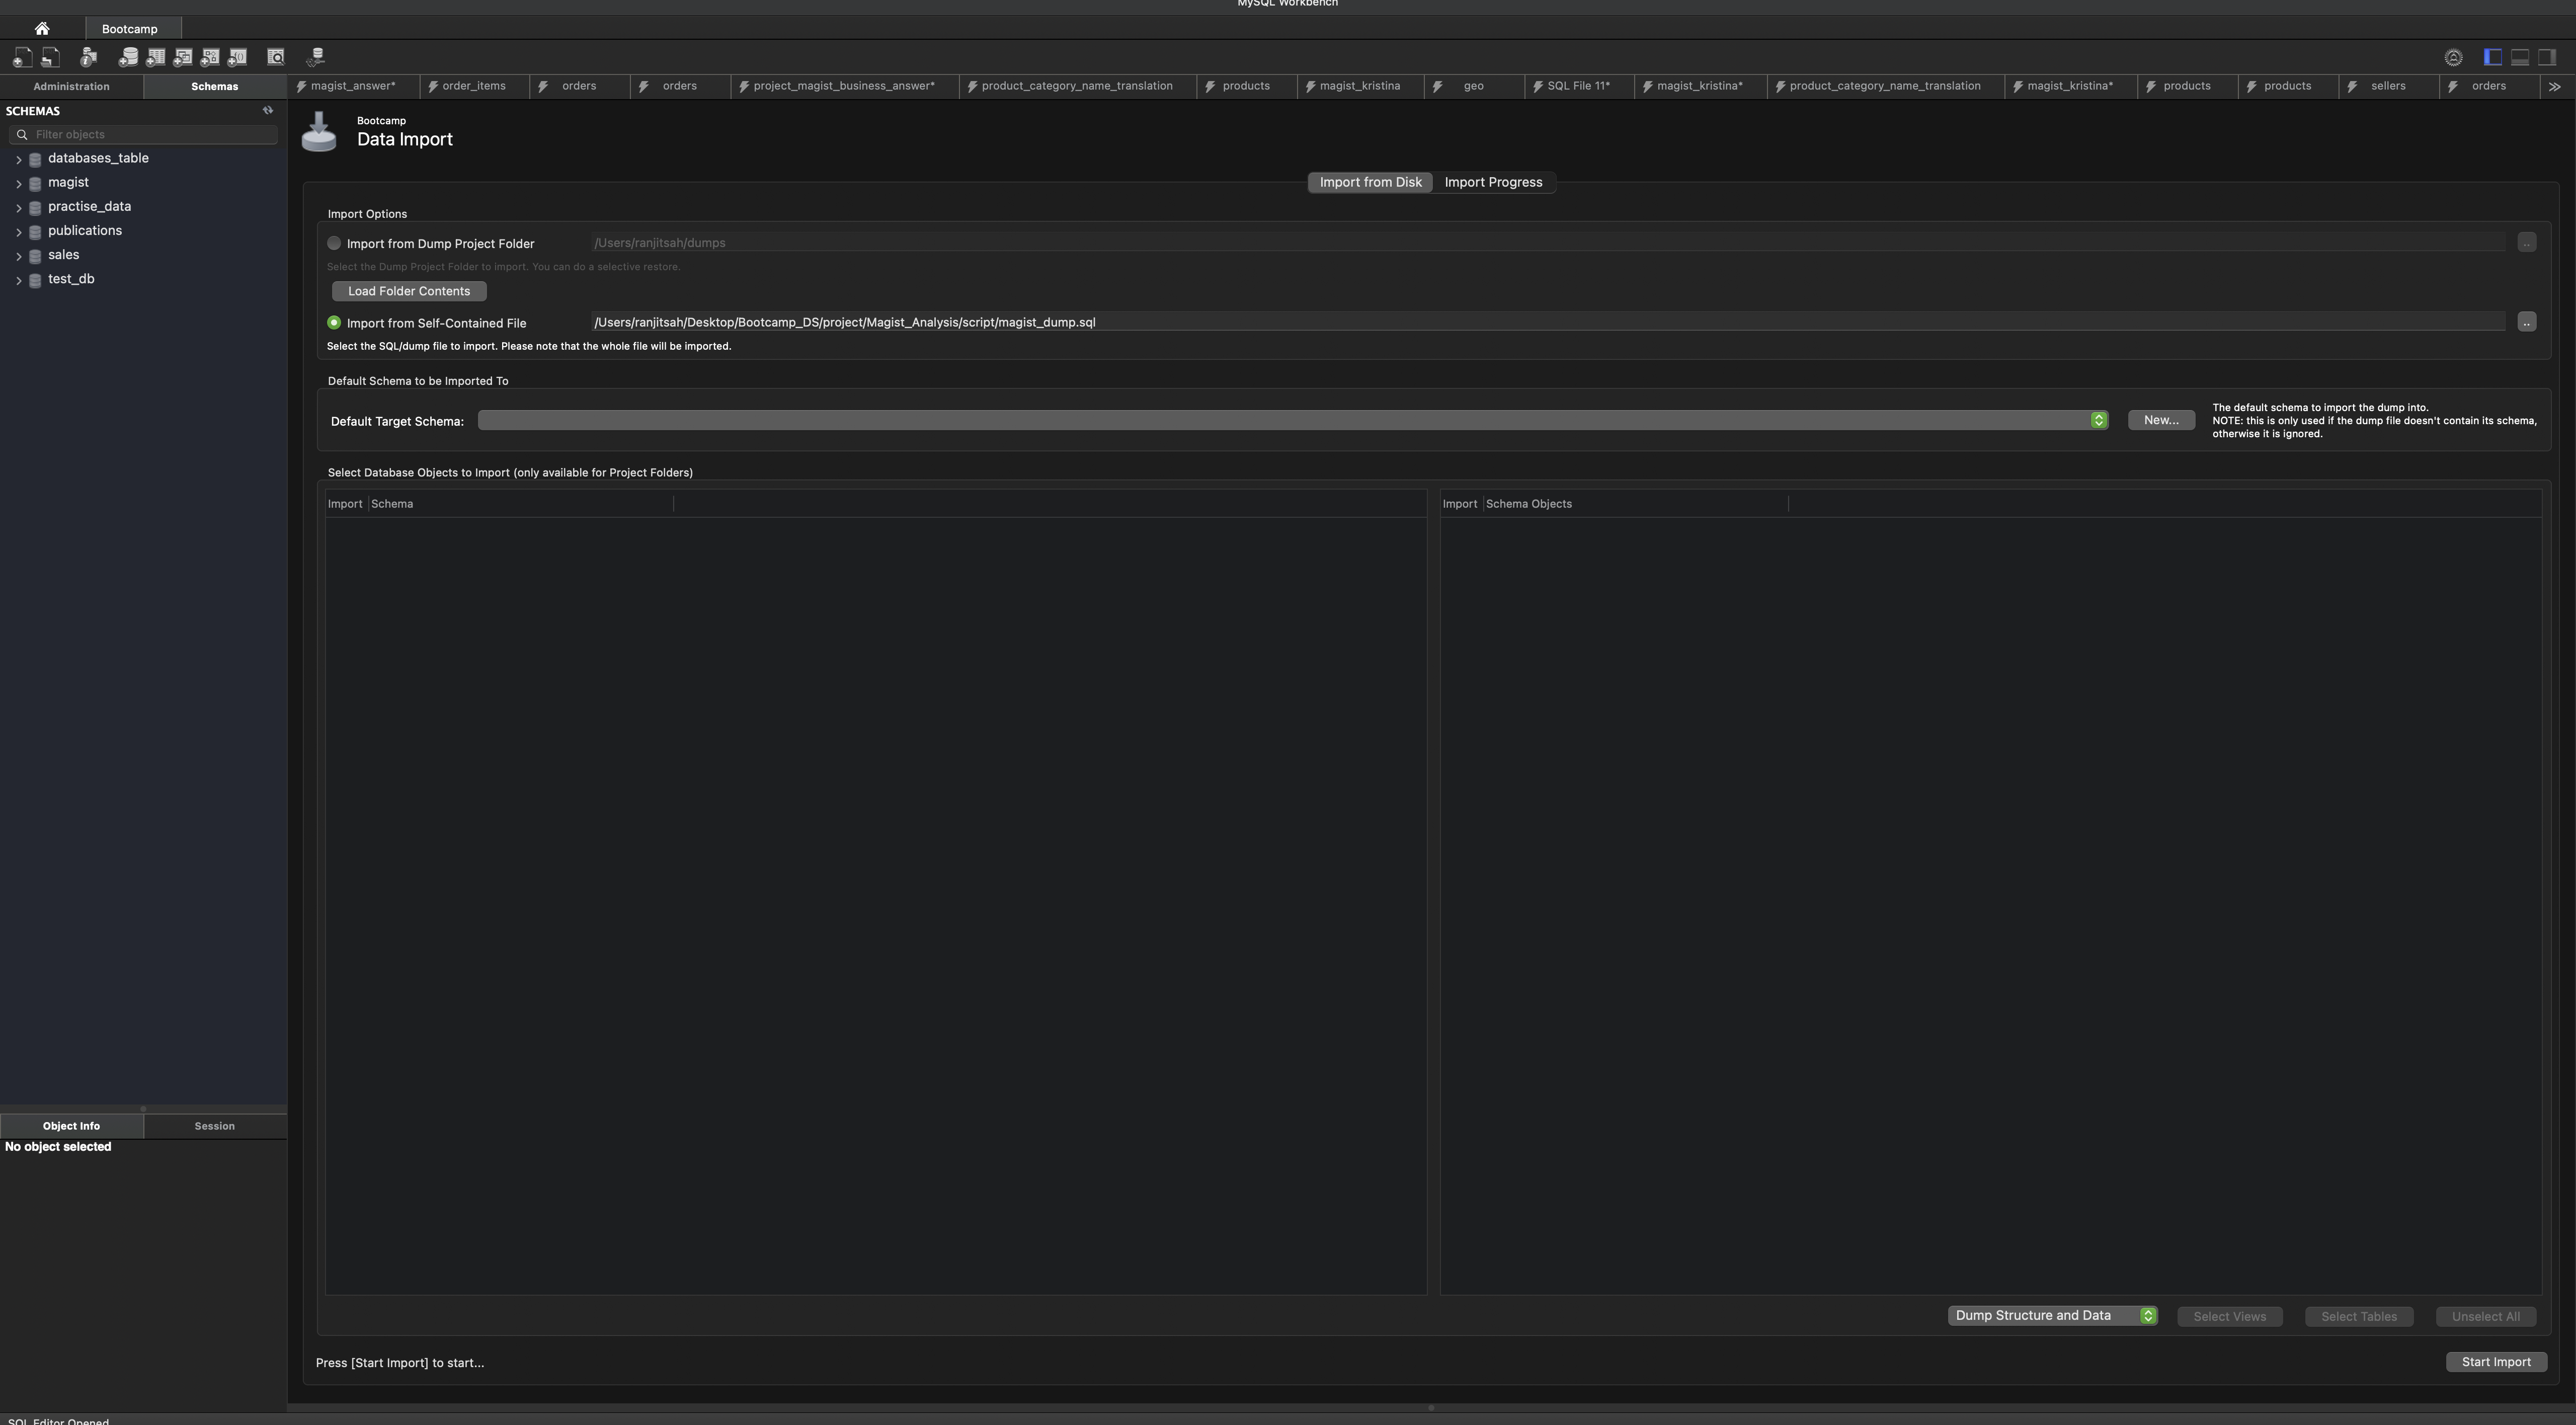 MySQL Workbench
Bootcamp
Administration
Schemas
magist_answer*
order_items
orders
orders
project_magist_business_answer*
product_category_name_translation
products
magist_kristina
geo
SQL File 11*
magist_kristina*
product_category_name_translation
magist_kristina*
products
products
sellers
orders
SCHEMAS
Filter objects
databases_table
magist
practise_data
publications
sales
test_db
Object Info
Session
No object selected
Bootcamp
Data Import
Import from Disk
Import Progress
Import Options
Import from Dump Project Folder
/Users/ranjitsah/dumps
..
Select the Dump Project Folder to import. You can do a selective restore.
Load Folder Contents
Import from Self-Contained File
/Users/ranjitsah/Desktop/Bootcamp_DS/project/Magist_Analysis/script/magist_dump.sql
..
Select the SQL/dump file to import. Please note that the whole file will be imported.
Default Schema to be Imported To
Default Target Schema:
New...
The default schema to import the dump into.
NOTE: this is only used if the dump file doesn't contain its schema,
otherwise it is ignored.
Select Database Objects to Import (only available for Project Folders)
Import
Schema
Import
Schema Objects
Dump Structure and Data
Select Views
Select Tables
Unselect All
Press [Start Import] to start...
Start Import
SQL Editor Opened